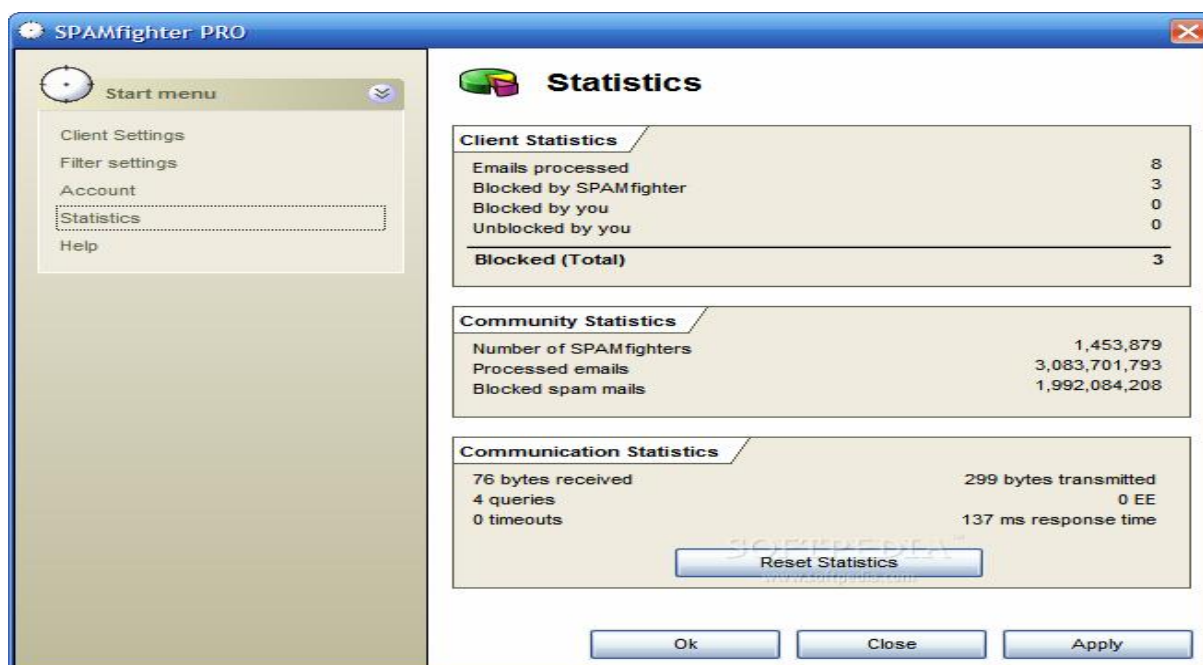 SPAMfighter PRO
Start menu
Client Settings
Filter settings
Account
Statistics
Help
Statistics
Client Statistics
Emails processed 8
Blocked by SPAMfighter 3
Blocked by you 0
Unblocked by you 0
Blocked (Total) 3
Community Statistics
Number of SPAMfighters 1,453,879
Processed emails 3,083,701,793
Blocked spam mails 1,992,084,208
Communication Statistics
76 bytes received 299 bytes transmitted
4 queries 0 EE
0 timeouts 137 ms response time
SOFTPEDIA™
Reset Statistics
www.softpedia.com
Ok Close Apply